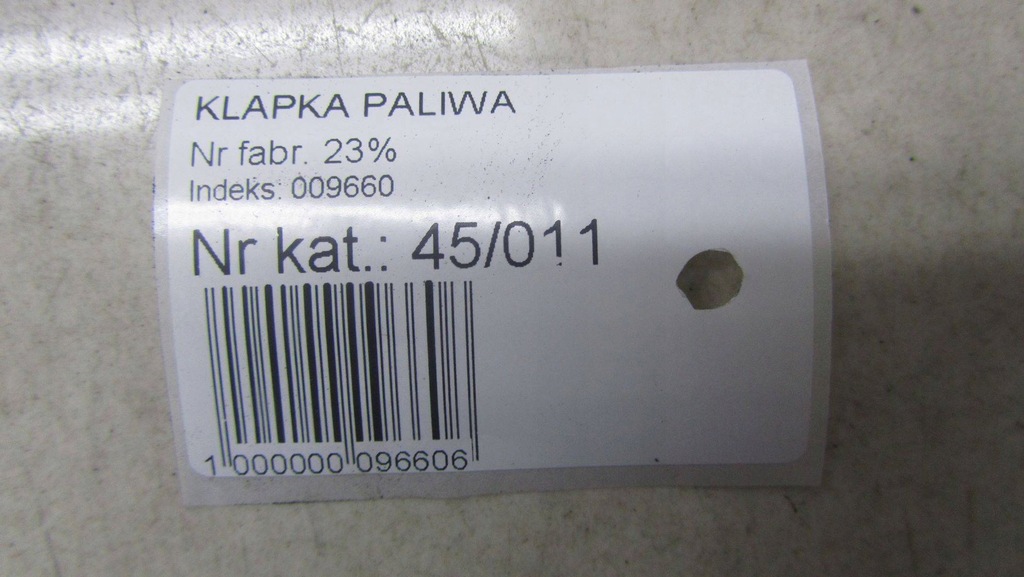 KLAPKA PALIWA
Nr fabr. 23%
Indeks: 009660
Nr kat.: 45/011
1 000000 096606